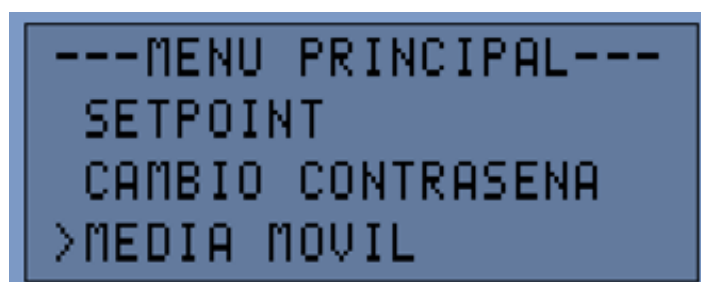 ---MENU PRINCIPAL---
SETPOINT
CAMBIO CONTRASENA
>MEDIA MOVIL